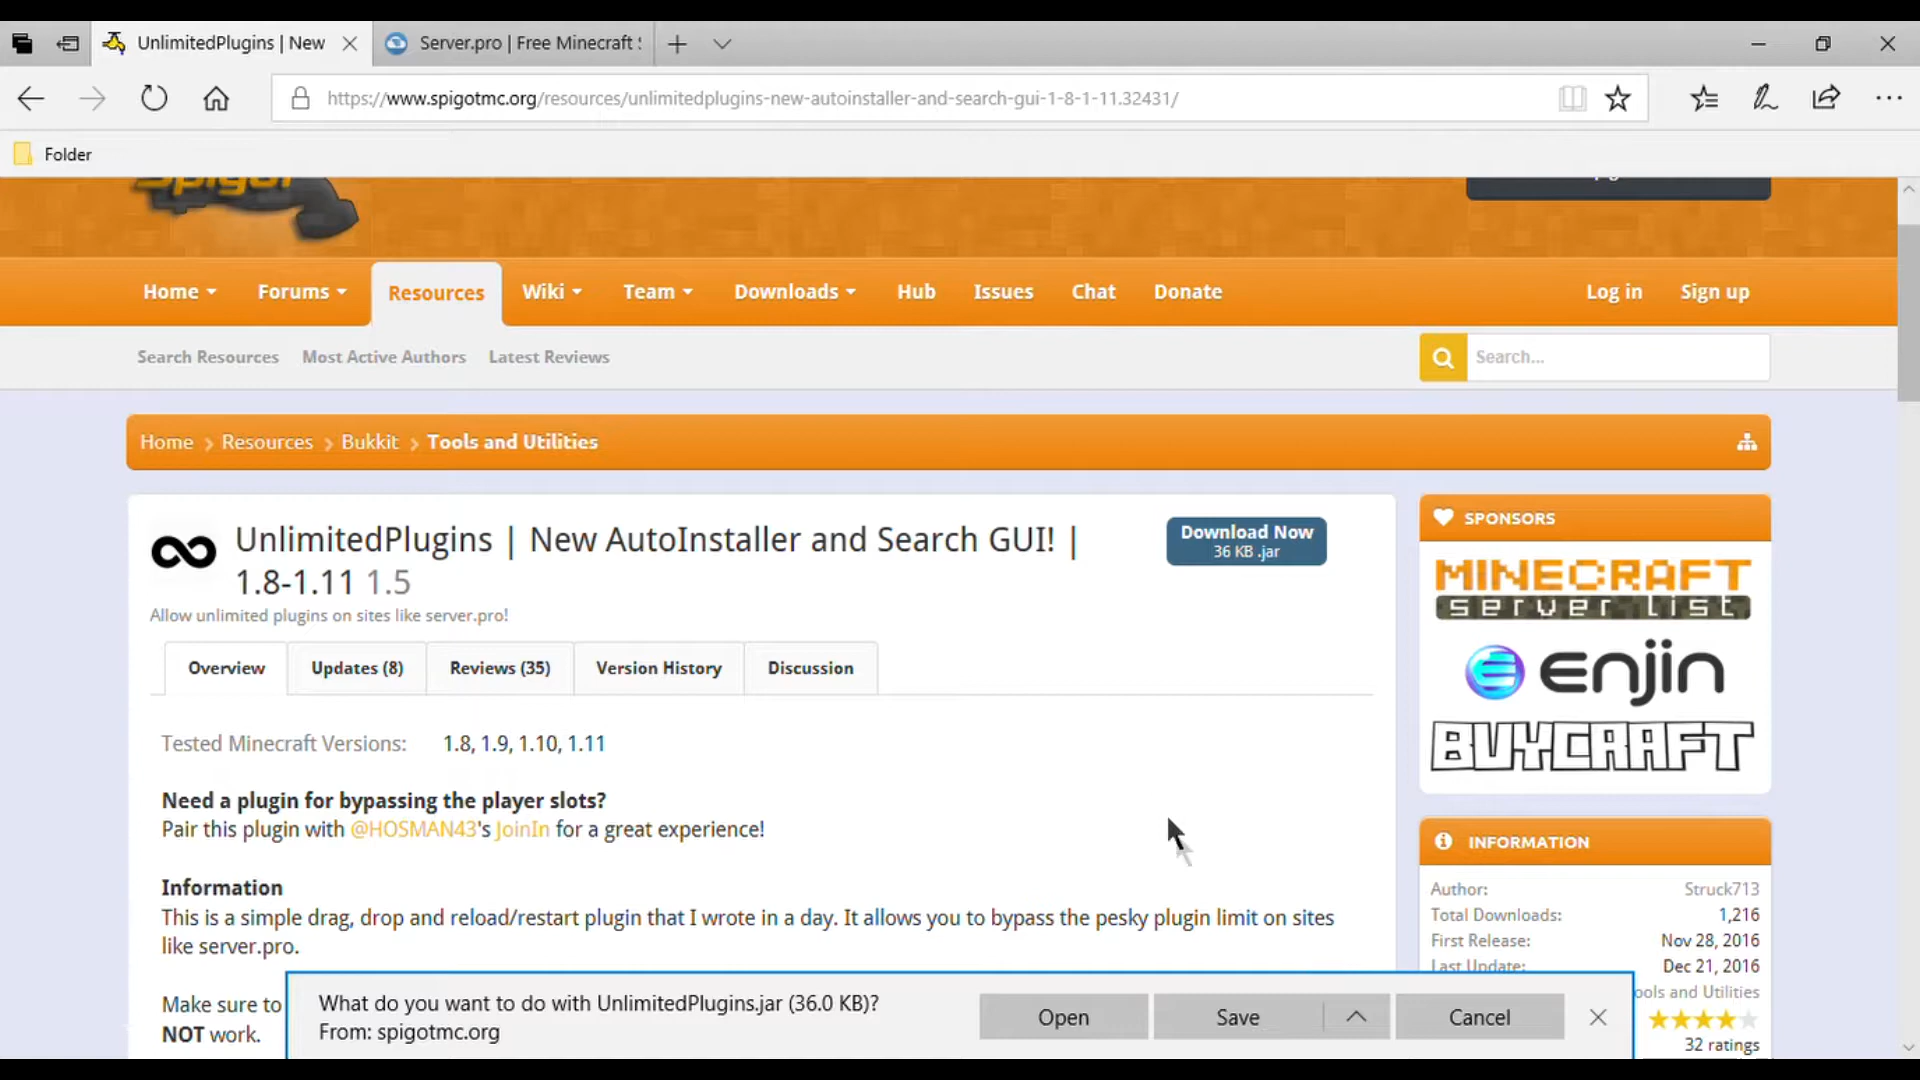 UnlimitedPlugins | New
Server.pro | Free Minecraft
https://www.spigotmc.org/resources/unlimitedplugins-new-autoinstaller-and-search-gui-1-8-1-11.32431/
Folder
Spigot
Home
Forums
Resources
Wiki
Team
Downloads
Hub
Issues
Chat
Donate
Log in
Sign up
Search Resources
Most Active Authors
Latest Reviews
Search...
Home
Resources
Bukkit
Tools and Utilities
UnlimitedPlugins | New AutoInstaller and Search GUI! |
1.8-1.11 1.5
Allow unlimited plugins on sites like server.pro!
Download Now
36 KB .jar
Overview
Updates (8)
Reviews (35)
Version History
Discussion
Tested Minecraft Versions: 1.8, 1.9, 1.10, 1.11
Need a plugin for bypassing the player slots?
Pair this plugin with @HOSMAN43's JoinIn for a great experience!
Information
This is a simple drag, drop and reload/restart plugin that I wrote in a day. It allows you to bypass the pesky plugin limit on sites
like server.pro.
Make sure to
NOT work.
SPONSORS
MINECRAFT
server list
enjin
BUYCRAFT
INFORMATION
Author: Struck713
Total Downloads: 1,216
First Release: Nov 28, 2016
Last Update: Dec 21, 2016
ools and Utilities
32 ratings
What do you want to do with UnlimitedPlugins.jar (36.0 KB)?
From: spigotmc.org
Open
Save
Cancel